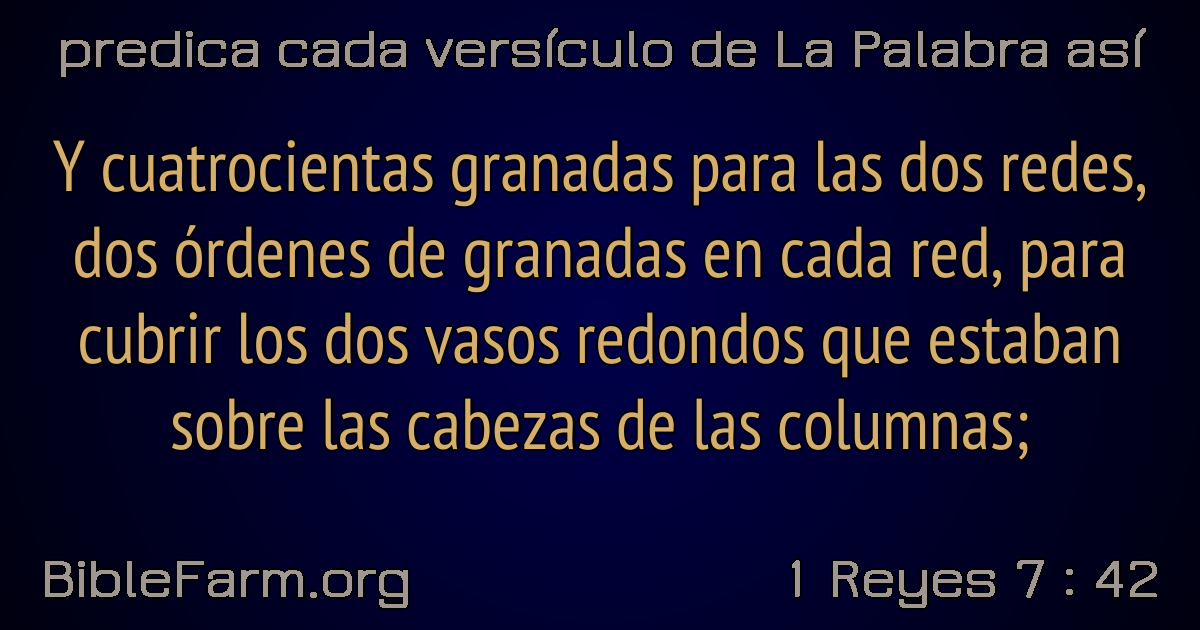 predica cada versículo de La Palabra así
Y cuatrocientas granadas para las dos redes,
dos órdenes de granadas en cada red, para
cubrir los dos vasos redondos que estaban
sobre las cabezas de las columnas;
BibleFarm.org
1 Reyes 7 : 42